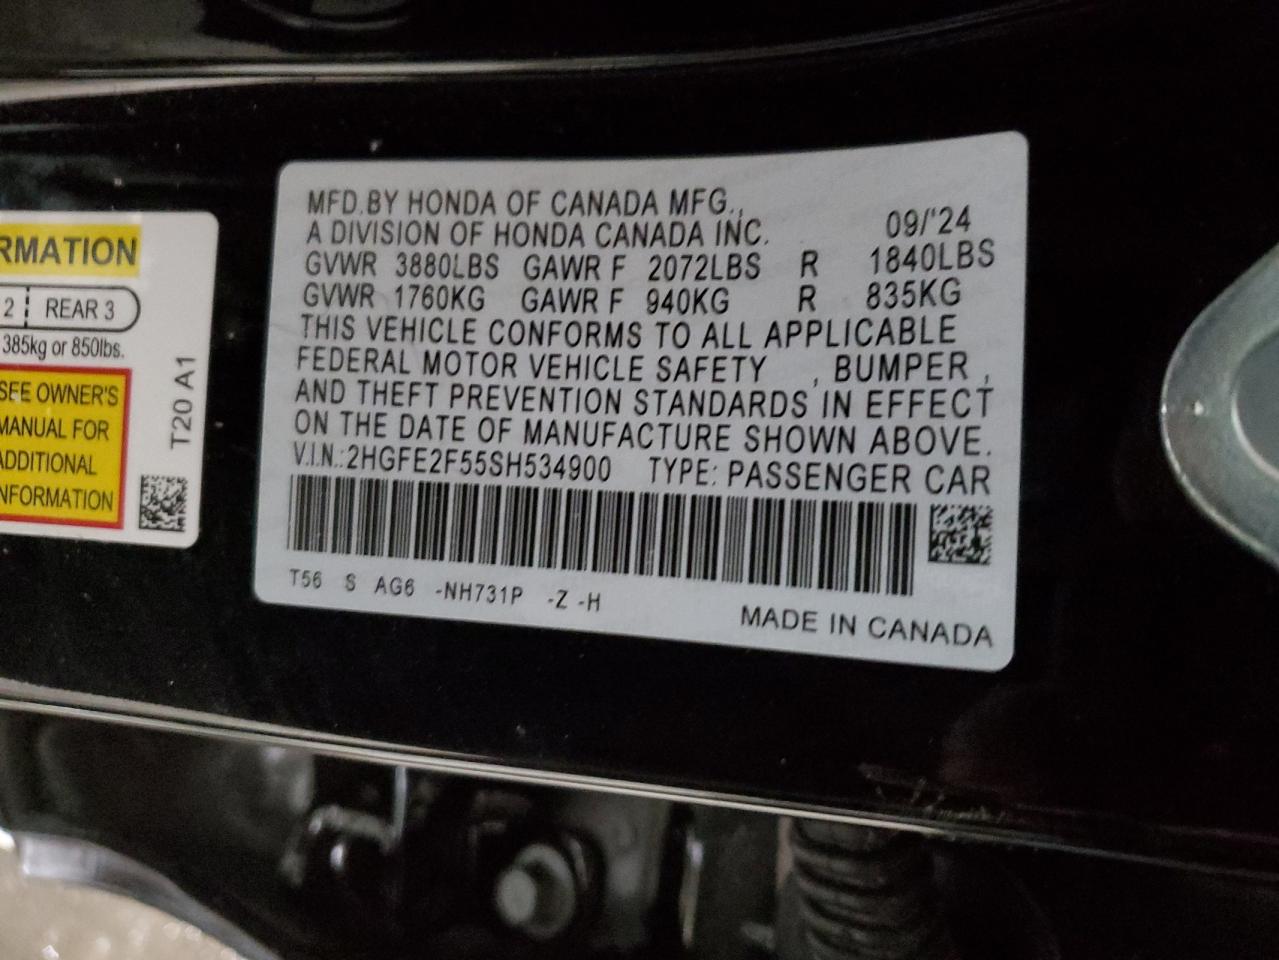 RMATION
2 REAR 3
385kg or 850lbs.
SEE OWNER'S
MANUAL FOR
ADDITIONAL
NFORMATION
T20 A1
MFD.BY HONDA OF CANADA MFG.,
A DIVISION OF HONDA CANADA INC. 09/'24
GVWR 3880LBS GAWR F 2072LBS R 1840LBS
GVWR 1760KG GAWR F 940KG R 835KG
THIS VEHICLE CONFORMS TO ALL APPLICABLE
FEDERAL MOTOR VEHICLE SAFETY , BUMPER ,
AND THEFT PREVENTION STANDARDS IN EFFECT
ON THE DATE OF MANUFACTURE SHOWN ABOVE.
V.I.N.:2HGFE2F55SH534900 TYPE: PASSENGER CAR
T56 S AG6 -NH731P -Z -H
MADE IN CANADA